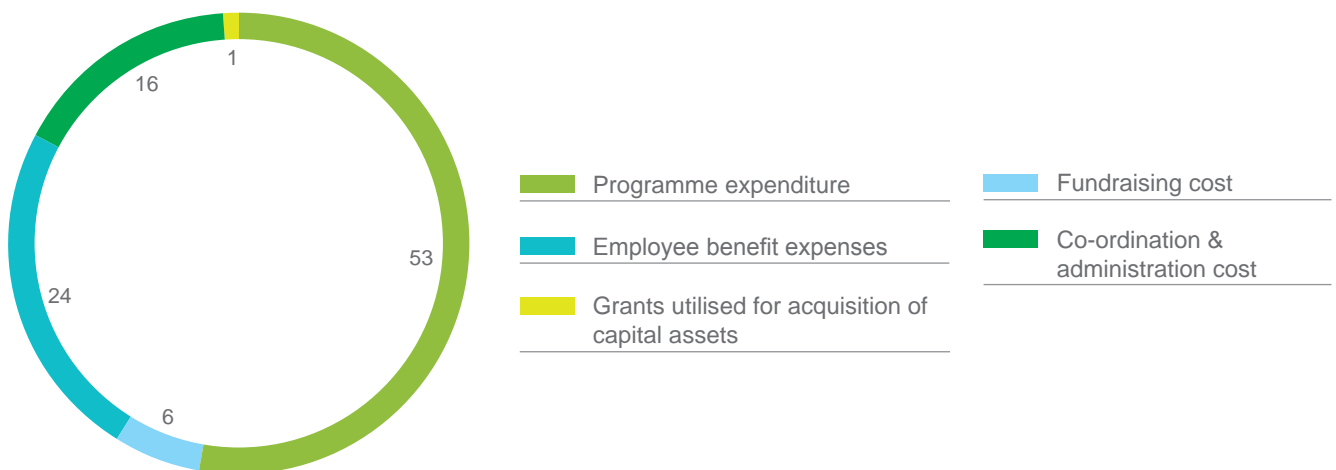 1
16
53
24
6
Programme expenditure
Employee benefit expenses
Grants utilised for acquisition of
capital assets
Fundraising cost
Co-ordination &
administration cost